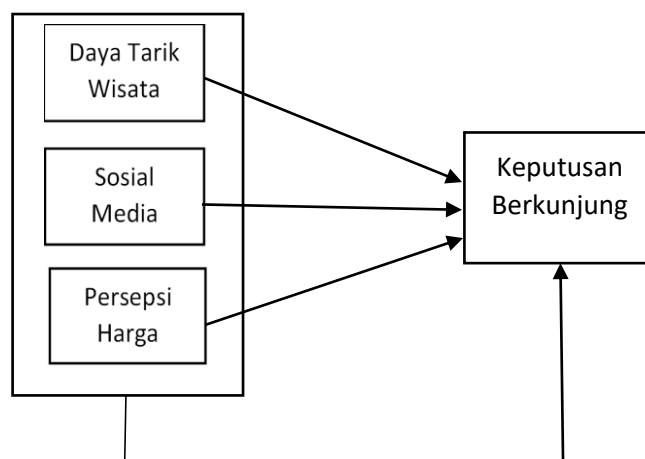 Daya Tarik
Wisata
Sosial
Media
Persepsi
Harga
Keputusan
Berkunjung